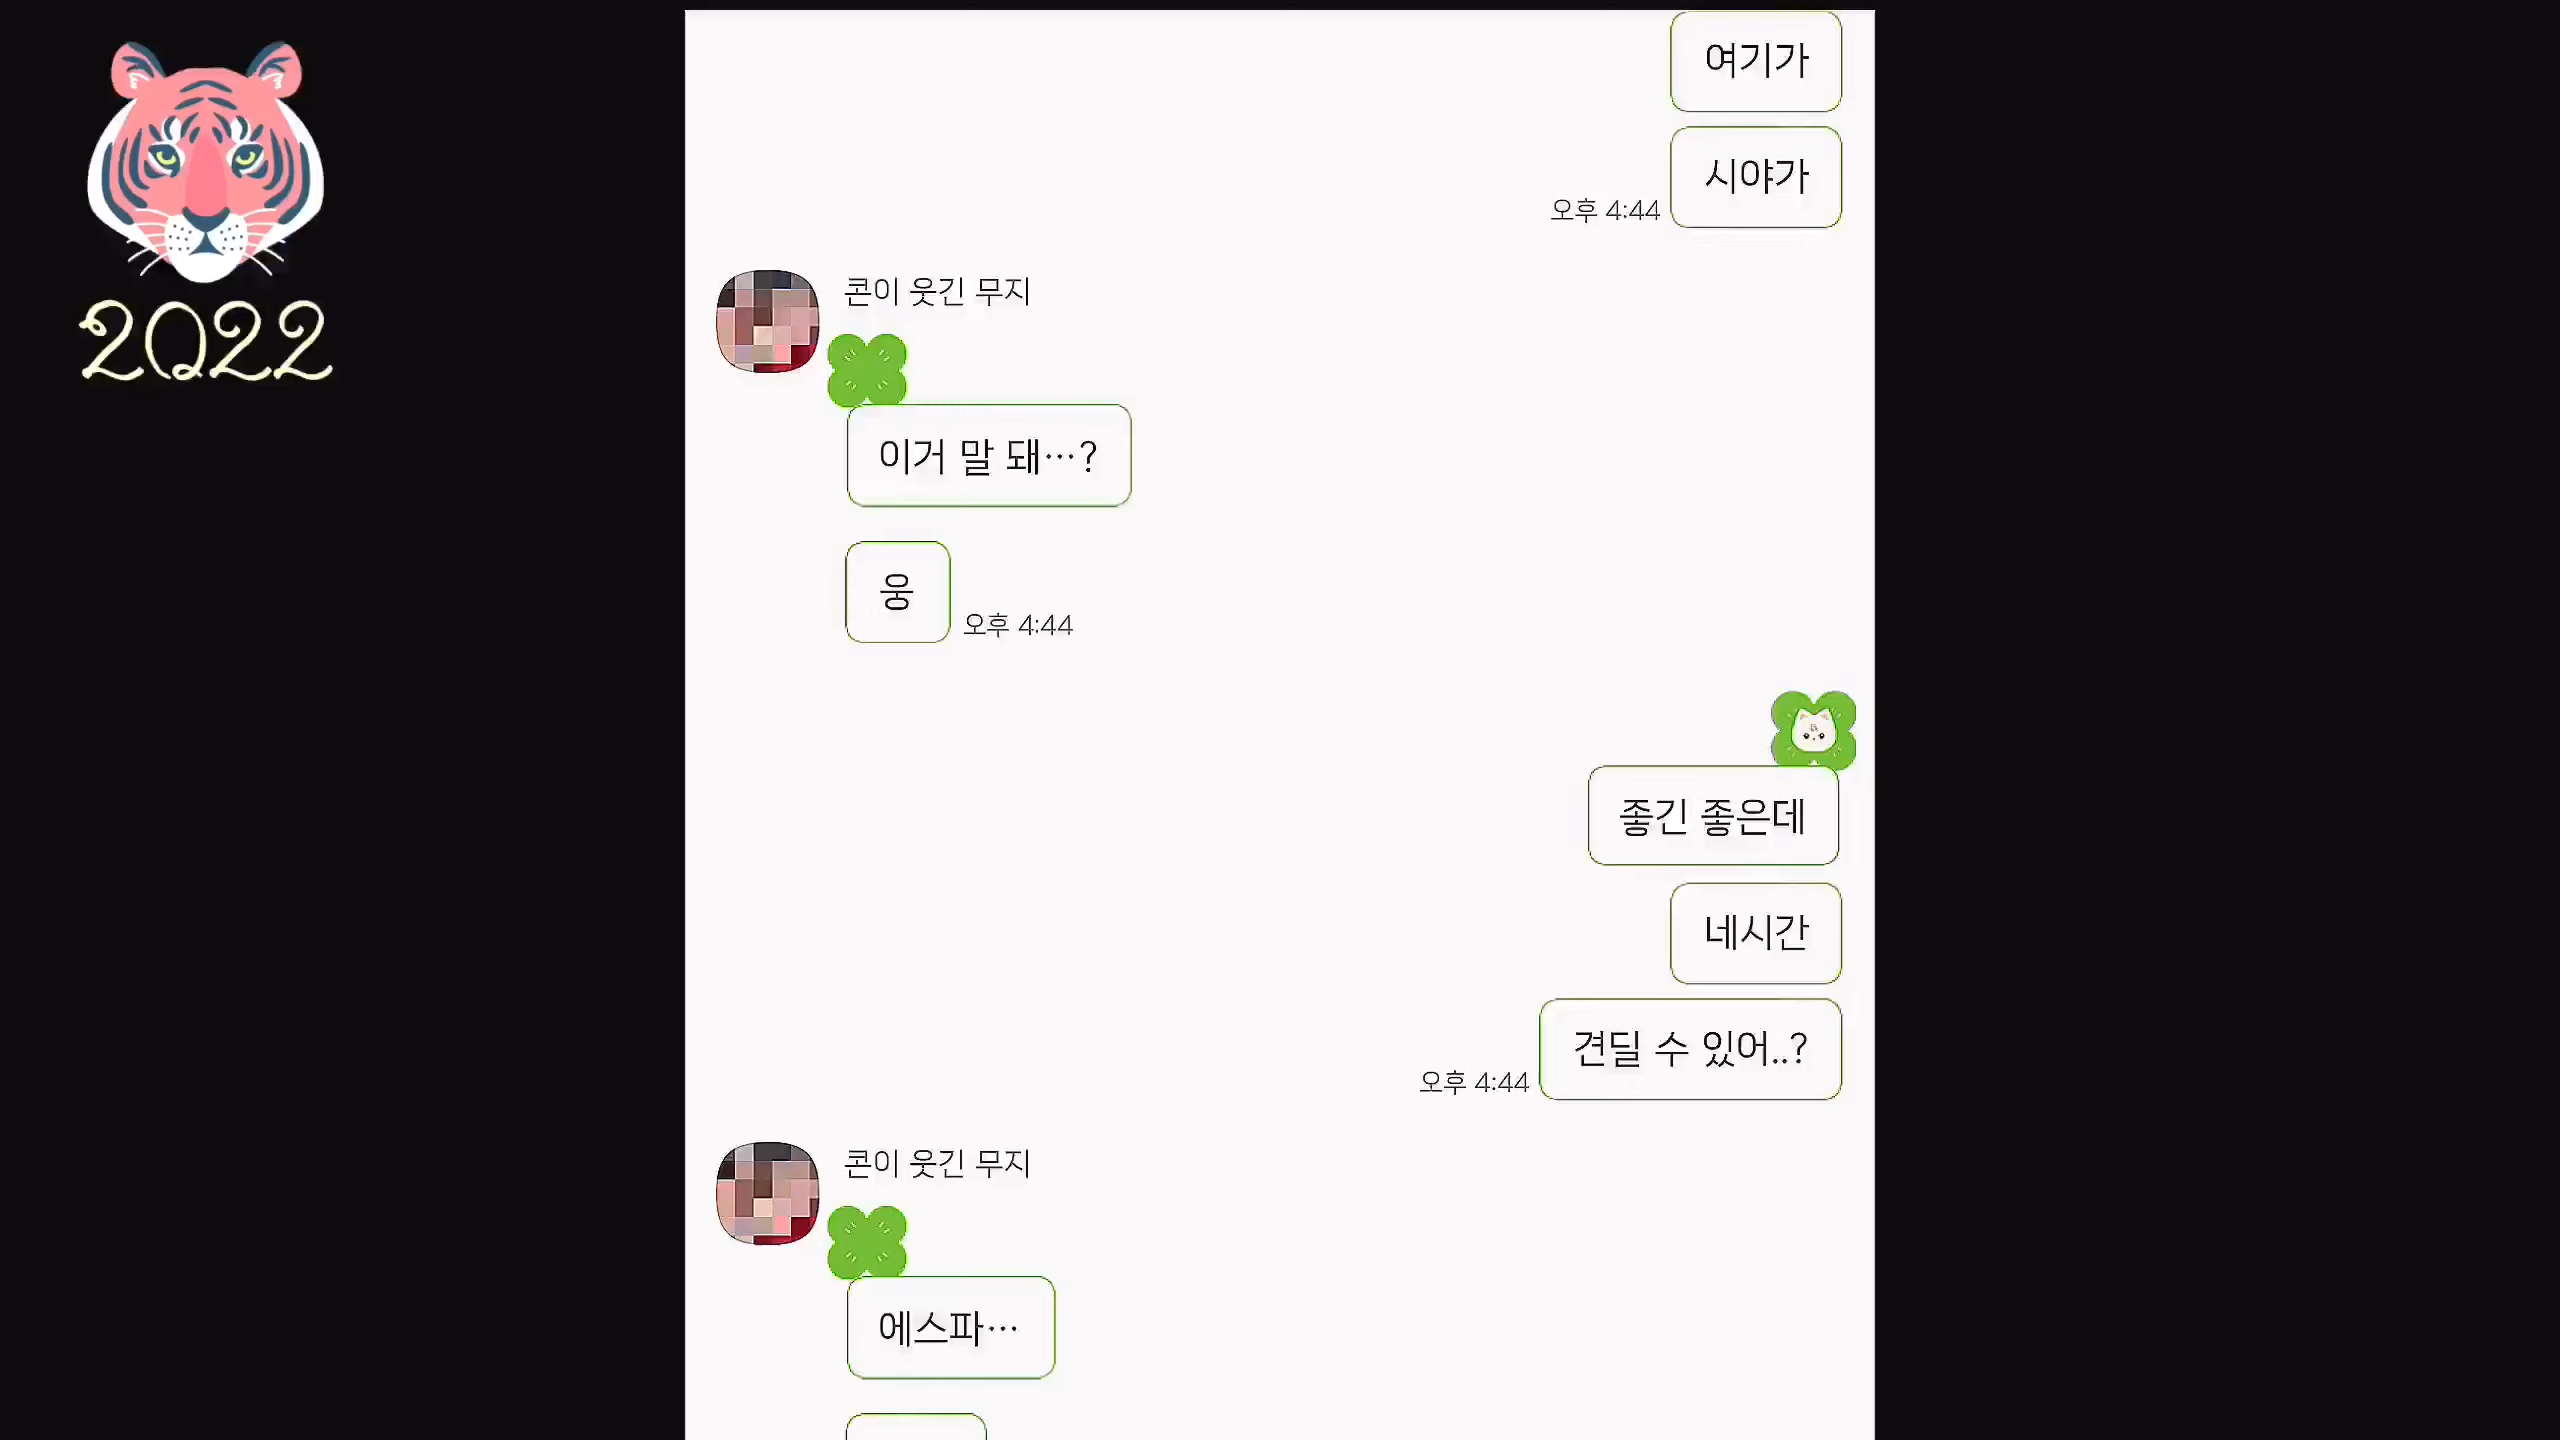 2022
여기가
시야가
오후 4:44
콘이 웃긴 무지
이거 말 돼…?
웅
오후 4:44
좋긴 좋은데
네시간
견딜 수 있어..?
오후 4:44
콘이 웃긴 무지
에스파…